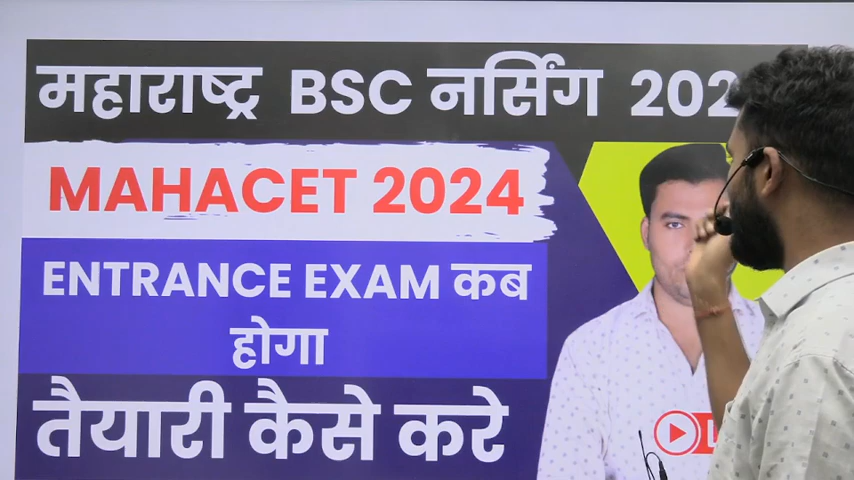 महाराष्ट्र BSC नर्सिंग 202
MAHACET 2024
ENTRANCE EXAM कब
होगा
तैयारी कैसे करे